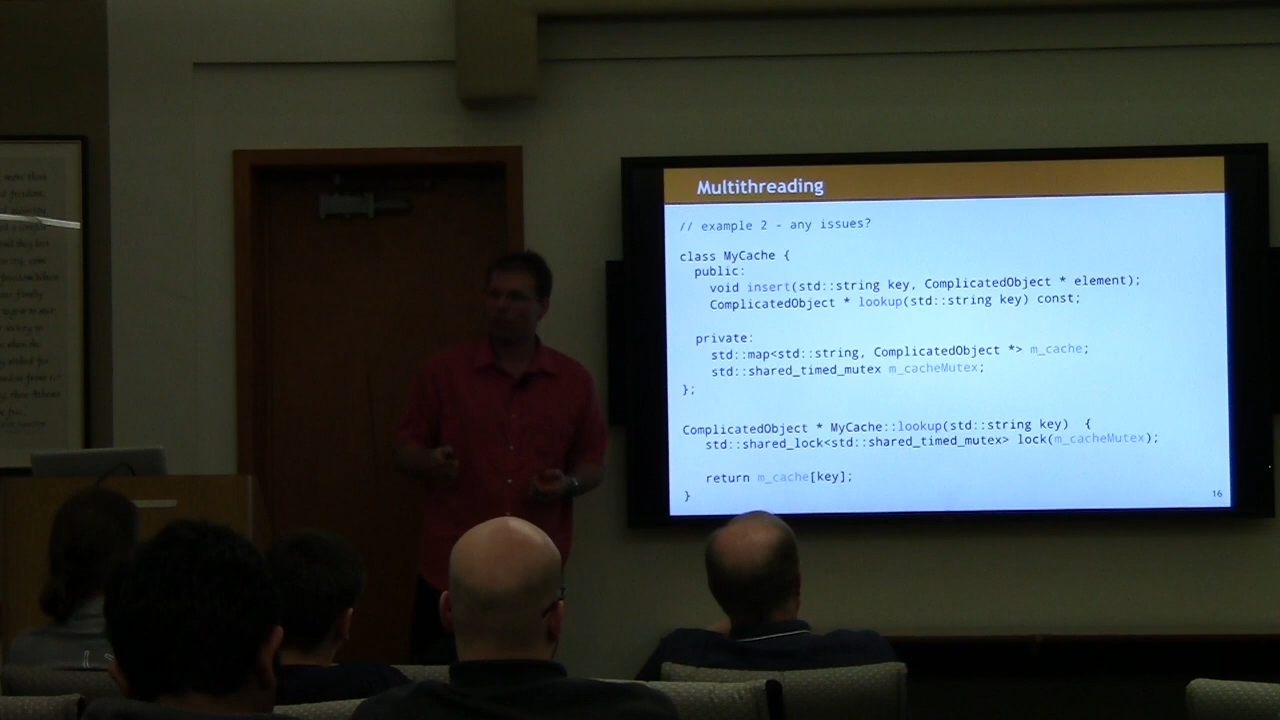 Multithreading
// example 2 - any issues?
class MyCache {
public:
void insert(std::string key, ComplicatedObject * element);
ComplicatedObject * lookup(std::string key) const;
private:
std::map<std::string, ComplicatedObject *> m_cache;
std::shared_timed_mutex m_cacheMutex;
};
ComplicatedObject * MyCache::lookup(std::string key) {
std::shared_lock<std::shared_timed_mutex> lock(m_cacheMutex);
return m_cache[key];
}
16